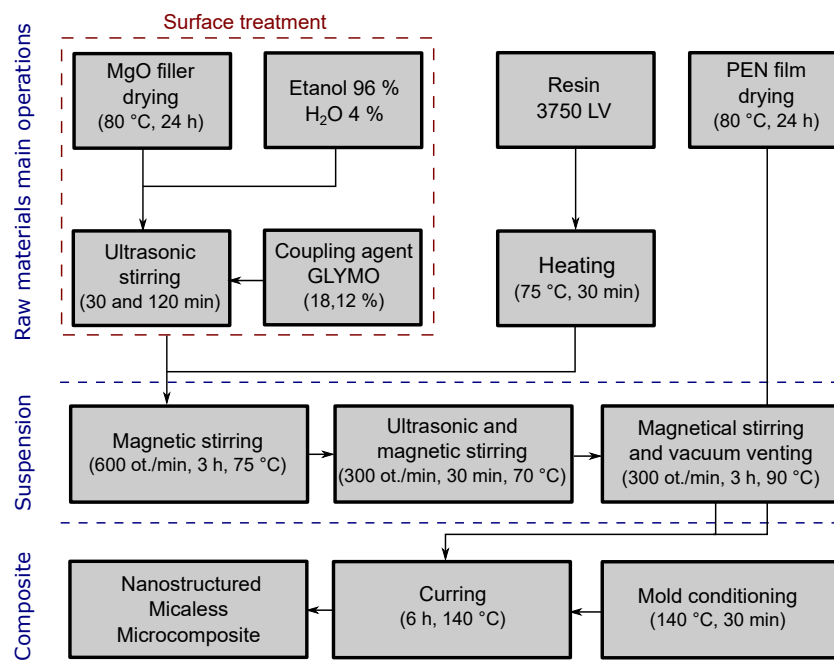 Surface treatment
Raw materials main operations
MgO filler
drying
(80 °C, 24 h)
Etanol 96 %
H₂O 4 %
Resin
3750 LV
PEN film
drying
(80 °C, 24 h)
Ultrasonic
stirring
(30 and 120 min)
Coupling agent
GLYMO
(18,12 %)
Heating
(75 °C, 30 min)
Suspension
Magnetic stirring
(600 ot./min, 3 h, 75 °C)
Ultrasonic and
magnetic stirring
(300 ot./min, 30 min, 70 °C)
Magnetical stirring
and vacuum venting
(300 ot./min, 3 h, 90 °C)
Composite
Nanostructured
Micaless
Microcomposite
Curring
(6 h, 140 °C)
Mold conditioning
(140 °C, 30 min)